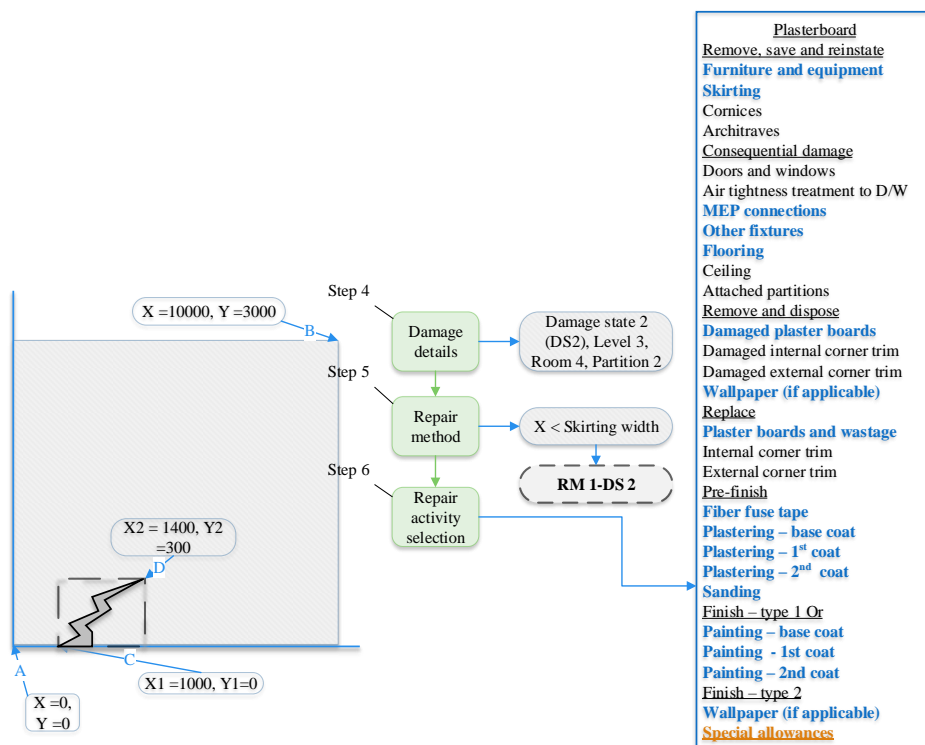 X =10000, Y =3000
B
X2 = 1400, Y2
=300
D
A
C
X =0,
Y =0
X1 =1000, Y1=0
Step 4
Damage
details
Damage state 2
(DS2), Level 3,
Room 4, Partition 2
Step 5
Repair
method
X < Skirting width
RM 1-DS 2
Step 6
Repair
activity
selection
Plasterboard
Remove, save and reinstate
Furniture and equipment
Skirting
Cornices
Architraves
Consequential damage
Doors and windows
Air tightness treatment to D/W
MEP connections
Other fixtures
Flooring
Ceiling
Attached partitions
Remove and dispose
Damaged plaster boards
Damaged internal corner trim
Damaged external corner trim
Wallpaper (if applicable)
Replace
Plaster boards and wastage
Internal corner trim
External corner trim
Pre-finish
Fiber fuse tape
Plastering – base coat
Plastering – 1st coat
Plastering – 2nd coat
Sanding
Finish – type 1 Or
Painting – base coat
Painting - 1st coat
Painting – 2nd coat
Finish – type 2
Wallpaper (if applicable)
Special allowances